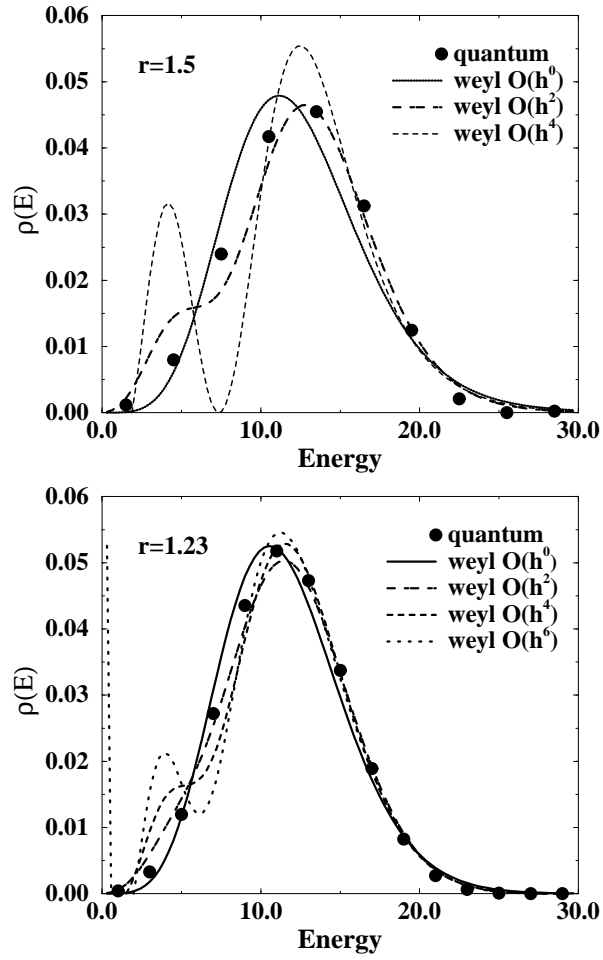 0.06
0.05
0.04
0.03
0.02
0.01
0.00
ρ(E)
r=1.5
quantum
weyl O(h⁰)
weyl O(h²)
weyl O(h⁴)
0.0 10.0 20.0 30.0
Energy
0.06
0.05
0.04
0.03
0.02
0.01
0.00
ρ(E)
r=1.23
quantum
weyl O(h⁰)
weyl O(h²)
weyl O(h⁴)
weyl O(h⁶)
0.0 10.0 20.0 30.0
Energy